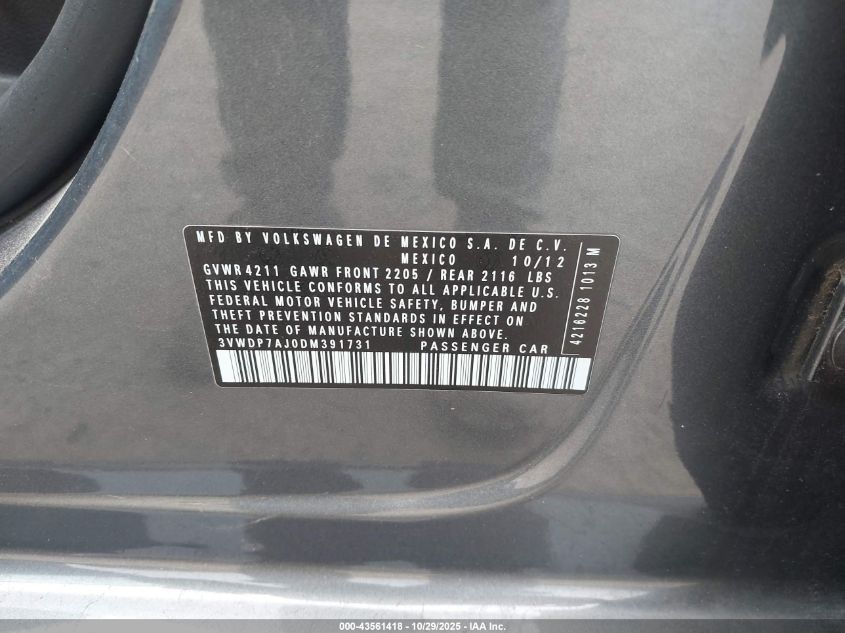 MFD BY VOLKSWAGEN DE MEXICO S.A. DE C.V.
MEXICO 10/12
GVWR 4211 GAWR FRONT 2205 / REAR 2116 LBS
THIS VEHICLE CONFORMS TO ALL APPLICABLE U.S.
FEDERAL MOTOR VEHICLE SAFETY, BUMPER AND
THEFT PREVENTION STANDARDS IN EFFECT ON
THE DATE OF MANUFACTURE SHOWN ABOVE.
3VWDP7AJ0DM391731 PASSENGER CAR
4216228 1013 M
000-43561418 - 10/29/2025 - IAA Inc.